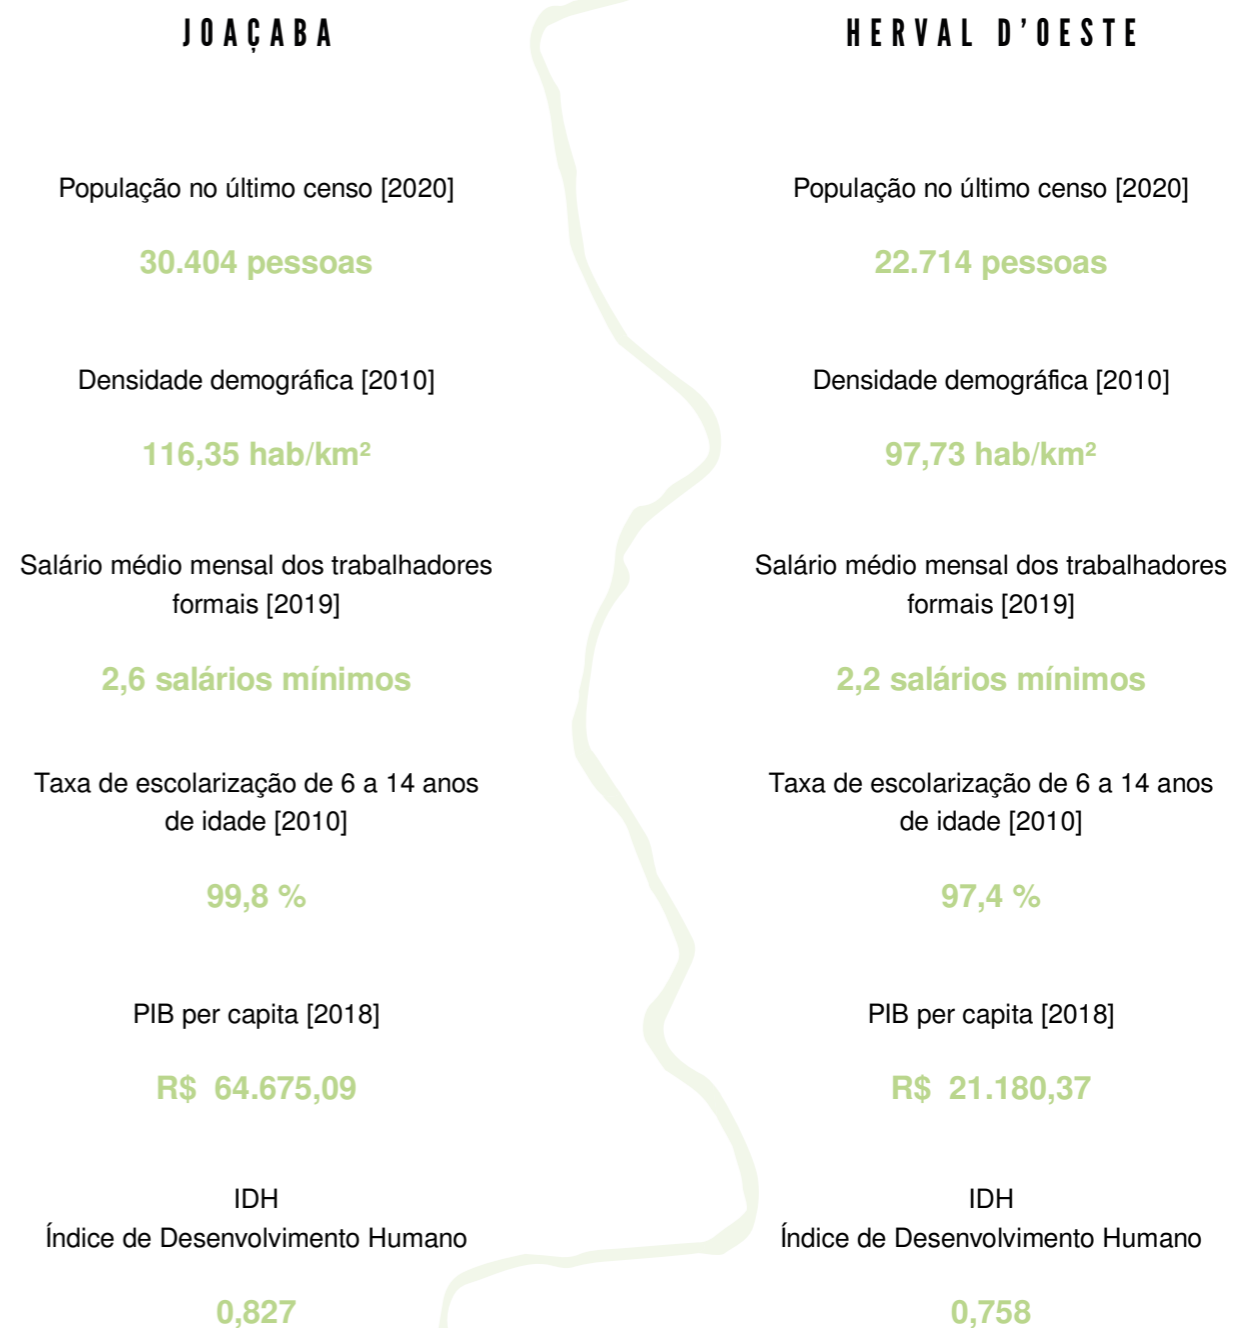 JOAÇABA
População no último censo [2020]
30.404 pessoas
Densidade demográfica [2010]
116,35 hab/km²
Salário médio mensal dos trabalhadores
formais [2019]
2,6 salários mínimos
Taxa de escolarização de 6 a 14 anos
de idade [2010]
99,8 %
PIB per capita [2018]
R$ 64.675,09
IDH
Índice de Desenvolvimento Humano
0,827
HERVAL D'OESTE
População no último censo [2020]
22.714 pessoas
Densidade demográfica [2010]
97,73 hab/km²
Salário médio mensal dos trabalhadores
formais [2019]
2,2 salários mínimos
Taxa de escolarização de 6 a 14 anos
de idade [2010]
97,4 %
PIB per capita [2018]
R$ 21.180,37
IDH
Índice de Desenvolvimento Humano
0,758